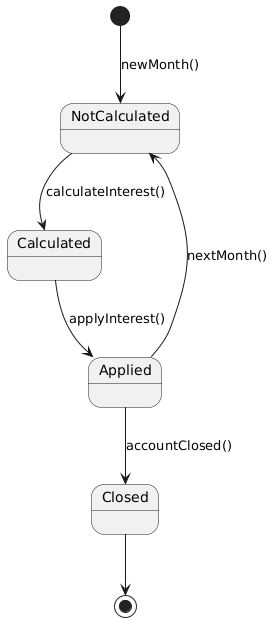 newMonth()
NotCalculated
calculateInterest()
Calculated
nextMonth()
applyInterest()
Applied
accountClosed()
Closed